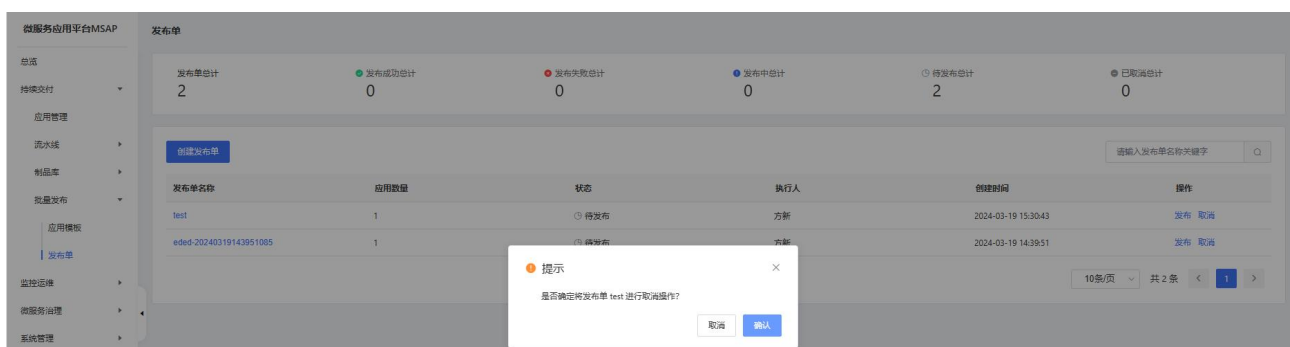 微服务应用平台MSAP
发布单
总览
持续交付
应用管理
流水线
制品库
批量发布
应用模板
发布单
监控运维
微服务治理
系统管理
发布单总计 发布成功总计 发布失败总计 发布中总计 待发布总计 已取消总计
2 0 0 0 2 0
创建发布单 请输入发布单名称关键字
发布单名称 应用数量 状态 执行人 创建时间 操作
test 1 待发布 方新 2024-03-19 15:30:43 发布 取消
eded-20240319143951085 1 待发布 方新 2024-03-19 14:39:51 发布 取消
10条/页 共 2 条 1
提示
是否确定将发布单 test 进行取消操作?
取消 确认